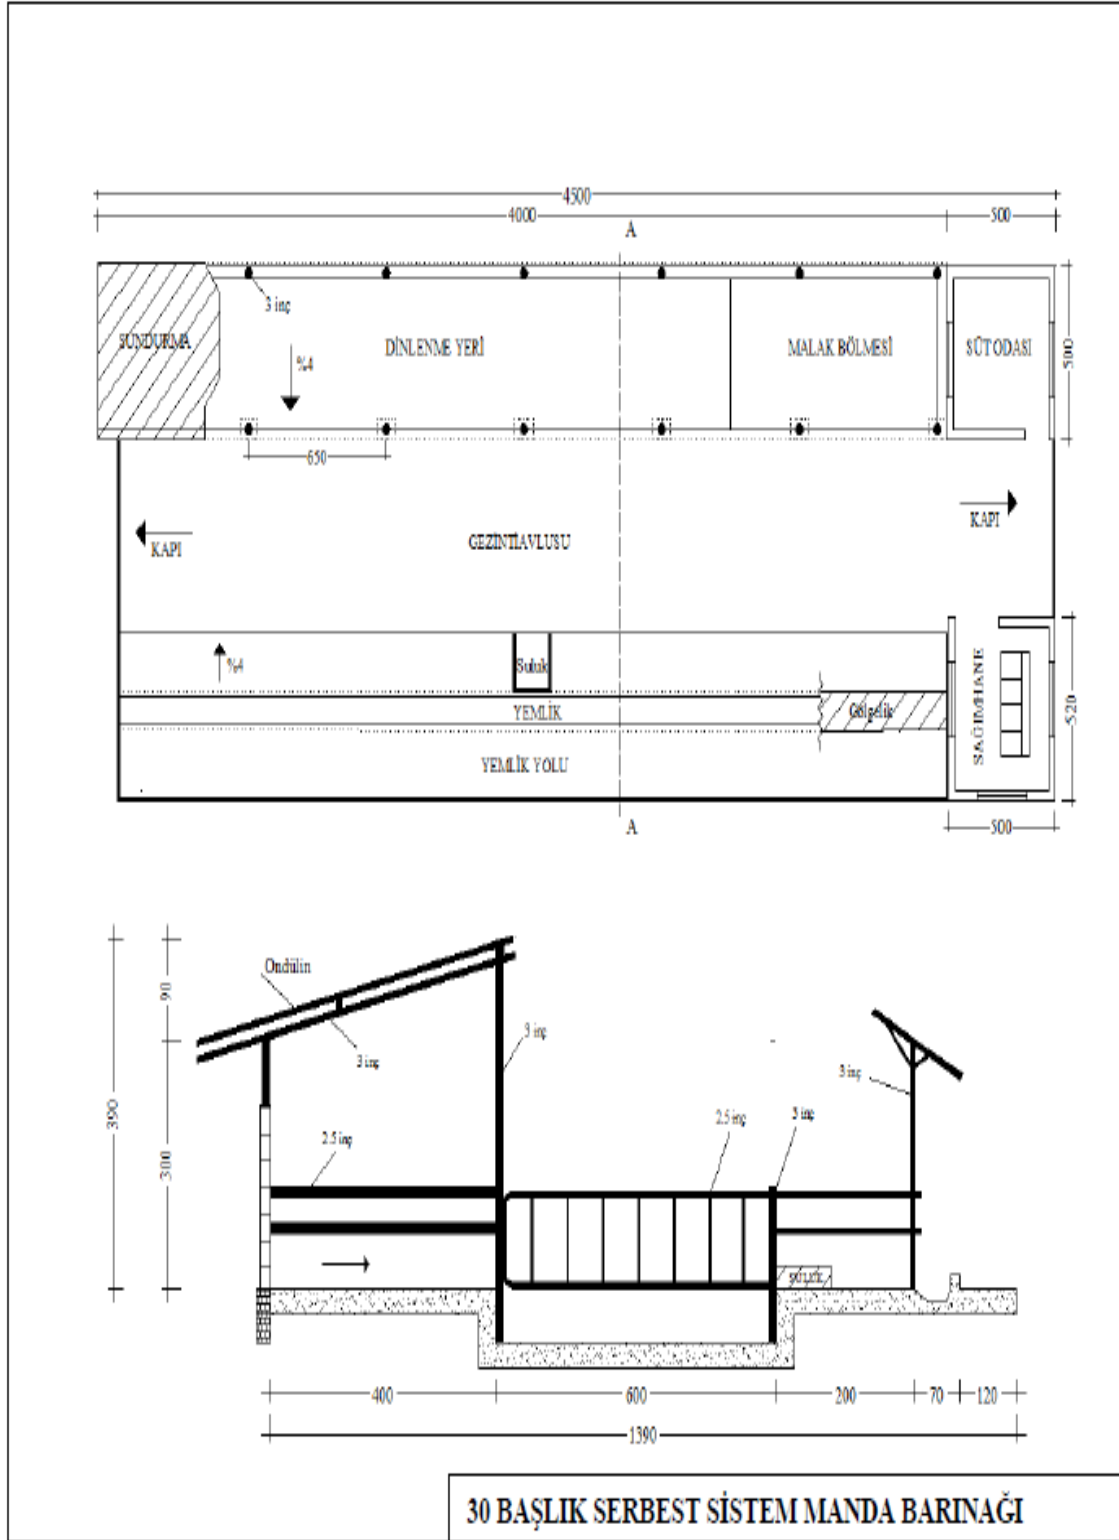 4500
4000
500
A
3 inç
SUNDURMA
DİNLENME YERİ
MALAK BÖLMESİ
SÜT ODASI
500
%4
650
KAPI
KAPI
GEZİNTİ AVLUSU
%4
Suluk
YEMLİK
Gölgelik
SAĞIMHANE
520
YEMLİK YOLU
A
500
Ondülin
90
3 inç
3 inç
3 inç
390
300
2.5 inç
2.5 inç
3 inç
400
600
200
70
120
1390
30 BAŞLIK SERBEST SİSTEM MANDA BARINAĞI